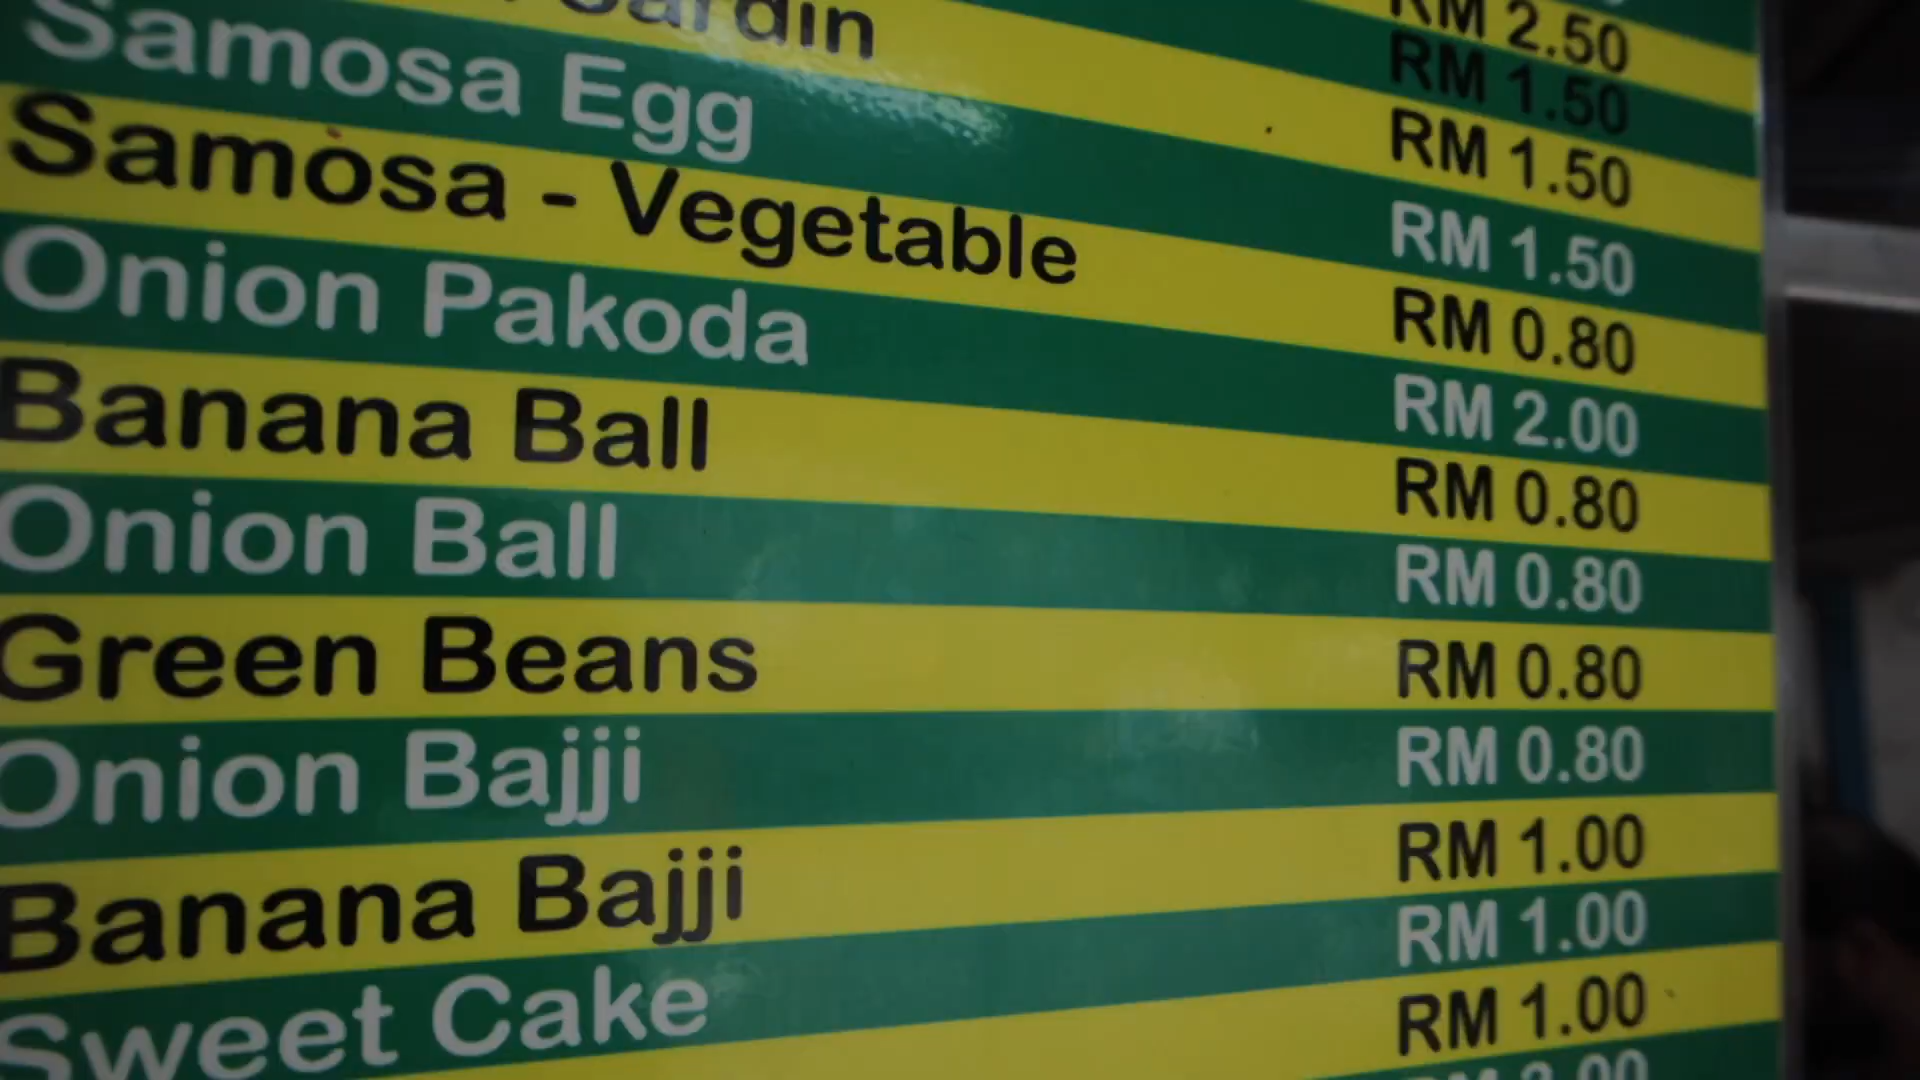 RM 2.50
RM 1.50
Sardin RM 1.50
Samosa Egg RM 1.50
Samosa - Vegetable RM 0.80
Onion Pakoda RM 2.00
Banana Ball RM 0.80
Onion Ball RM 0.80
Green Beans RM 0.80
Onion Bajji RM 0.80
Banana Bajji RM 1.00
Sweet Cake RM 1.00
RM 1.00